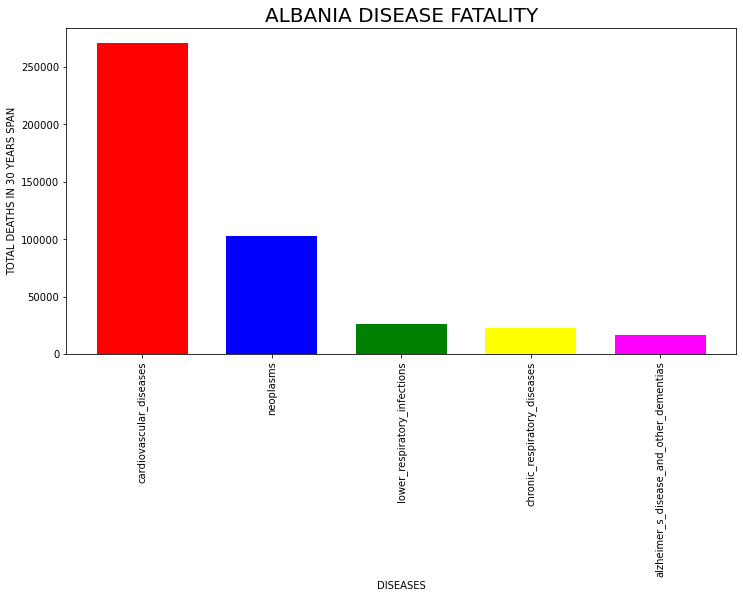 ALBANIA DISEASE FATALITY
TOTAL DEATHS IN 30 YEARS SPAN
250000
200000
150000
100000
50000
0
cardiovascular_diseases
neoplasms
lower_respiratory_infections
chronic_respiratory_diseases
alzheimer_s_disease_and_other_dementias
DISEASES